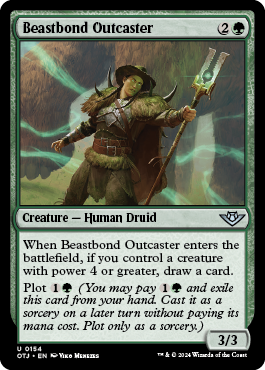 Beastbond Outcaster 2
Creature — Human Druid
When Beastbond Outcaster enters the
battlefield, if you control a creature
with power 4 or greater, draw a card.
Plot 1 (You may pay 1 and exile
this card from your hand. Cast it as a
sorcery on a later turn without paying its
mana cost. Plot only as a sorcery.)
3/3
U 0154
OTJ • EN Viko Menezes
™ & © 2024 Wizards of the Coast